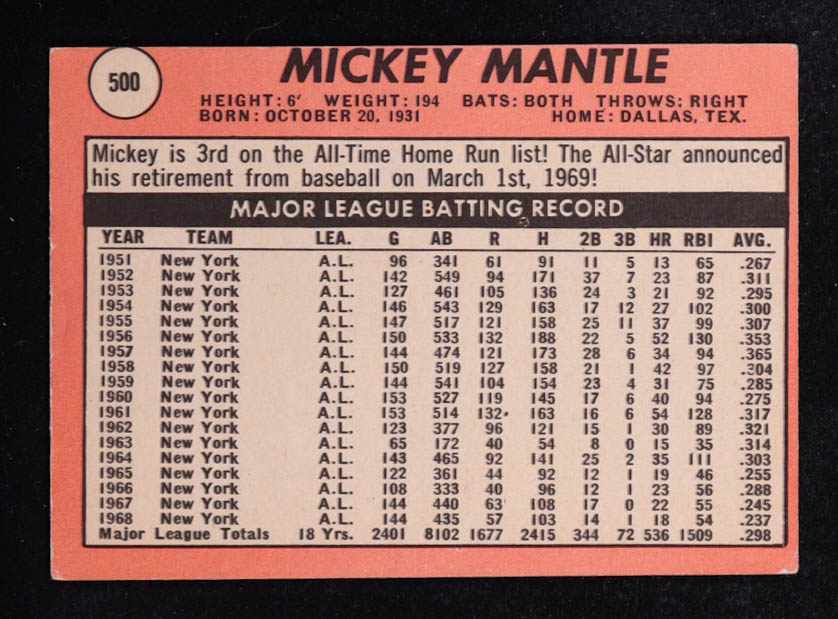 500
MICKEY MANTLE
HEIGHT: 6' WEIGHT: 194 BATS: BOTH THROWS: RIGHT
BORN: OCTOBER 20, 1931 HOME: DALLAS, TEX.
Mickey is 3rd on the All-Time Home Run list! The All-Star announced
his retirement from baseball on March 1st, 1969!
MAJOR LEAGUE BATTING RECORD
YEAR TEAM LEA. G AB R H 2B 3B HR RBI AVG.
1951 New York A.L. 96 341 61 91 11 5 13 65 .267
1952 New York A.L. 142 549 94 171 37 7 23 87 .311
1953 New York A.L. 127 461 105 136 24 3 21 92 .295
1954 New York A.L. 146 543 129 163 17 12 27 102 .300
1955 New York A.L. 147 517 121 158 25 11 37 99 .307
1956 New York A.L. 150 533 132 188 22 5 52 130 .353
1957 New York A.L. 144 474 121 173 28 6 34 94 .365
1958 New York A.L. 150 519 127 158 21 1 42 97 .304
1959 New York A.L. 144 541 104 154 23 4 31 75 .285
1960 New York A.L. 153 527 119 145 17 6 40 94 .275
1961 New York A.L. 153 514 132 163 16 6 54 128 .317
1962 New York A.L. 123 377 96 121 15 1 30 89 .321
1963 New York A.L. 65 172 40 54 8 0 15 35 .314
1964 New York A.L. 143 465 92 141 25 2 35 111 .303
1965 New York A.L. 122 361 44 92 12 1 19 46 .255
1966 New York A.L. 108 333 40 96 12 1 23 56 .288
1967 New York A.L. 144 440 63 108 17 0 22 55 .245
1968 New York A.L. 144 435 57 103 14 1 18 54 .237
Major League Totals 18 Yrs. 2401 8102 1677 2415 344 72 536 1509 .298